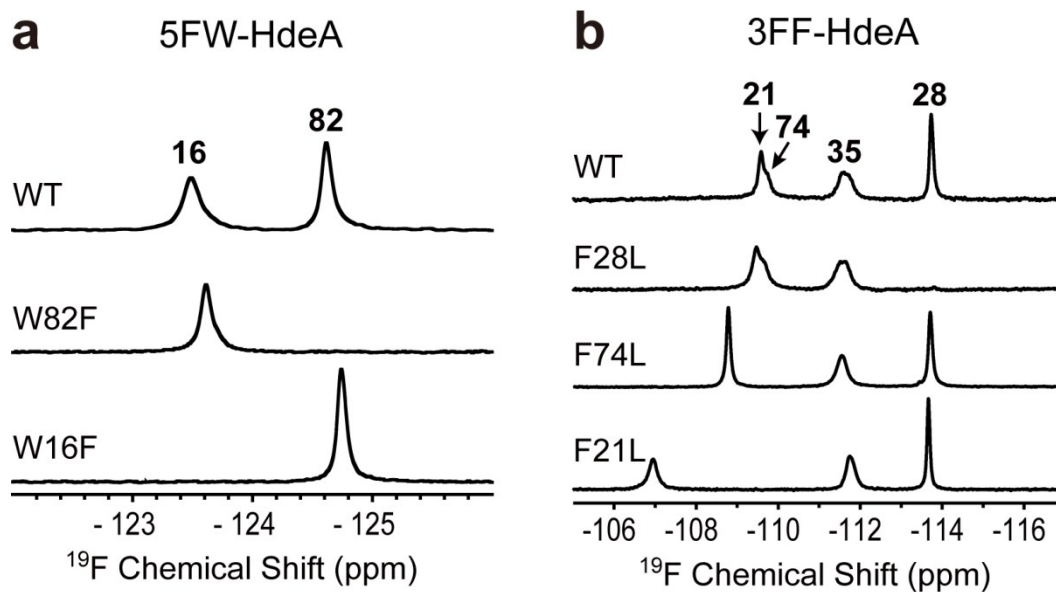 a 5FW-HdeA
82
16
WT
W82F
W16F
- 123 - 124 - 125
19F Chemical Shift (ppm)
b 3FF-HdeA
21 28
74
35
WT
F28L
F74L
F21L
-106 -108 -110 -112 -114 -116
19F Chemical Shift (ppm)